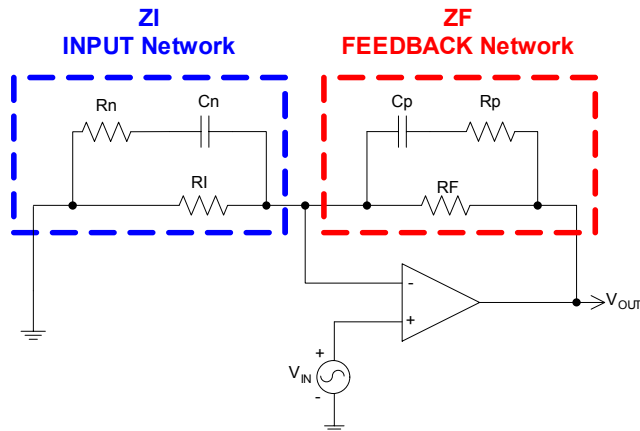 ZI
INPUT Network
ZF
FEEDBACK Network
Rn
Cn
RI
Cp
Rp
RF
-
+
VOUT
+
VIN
-